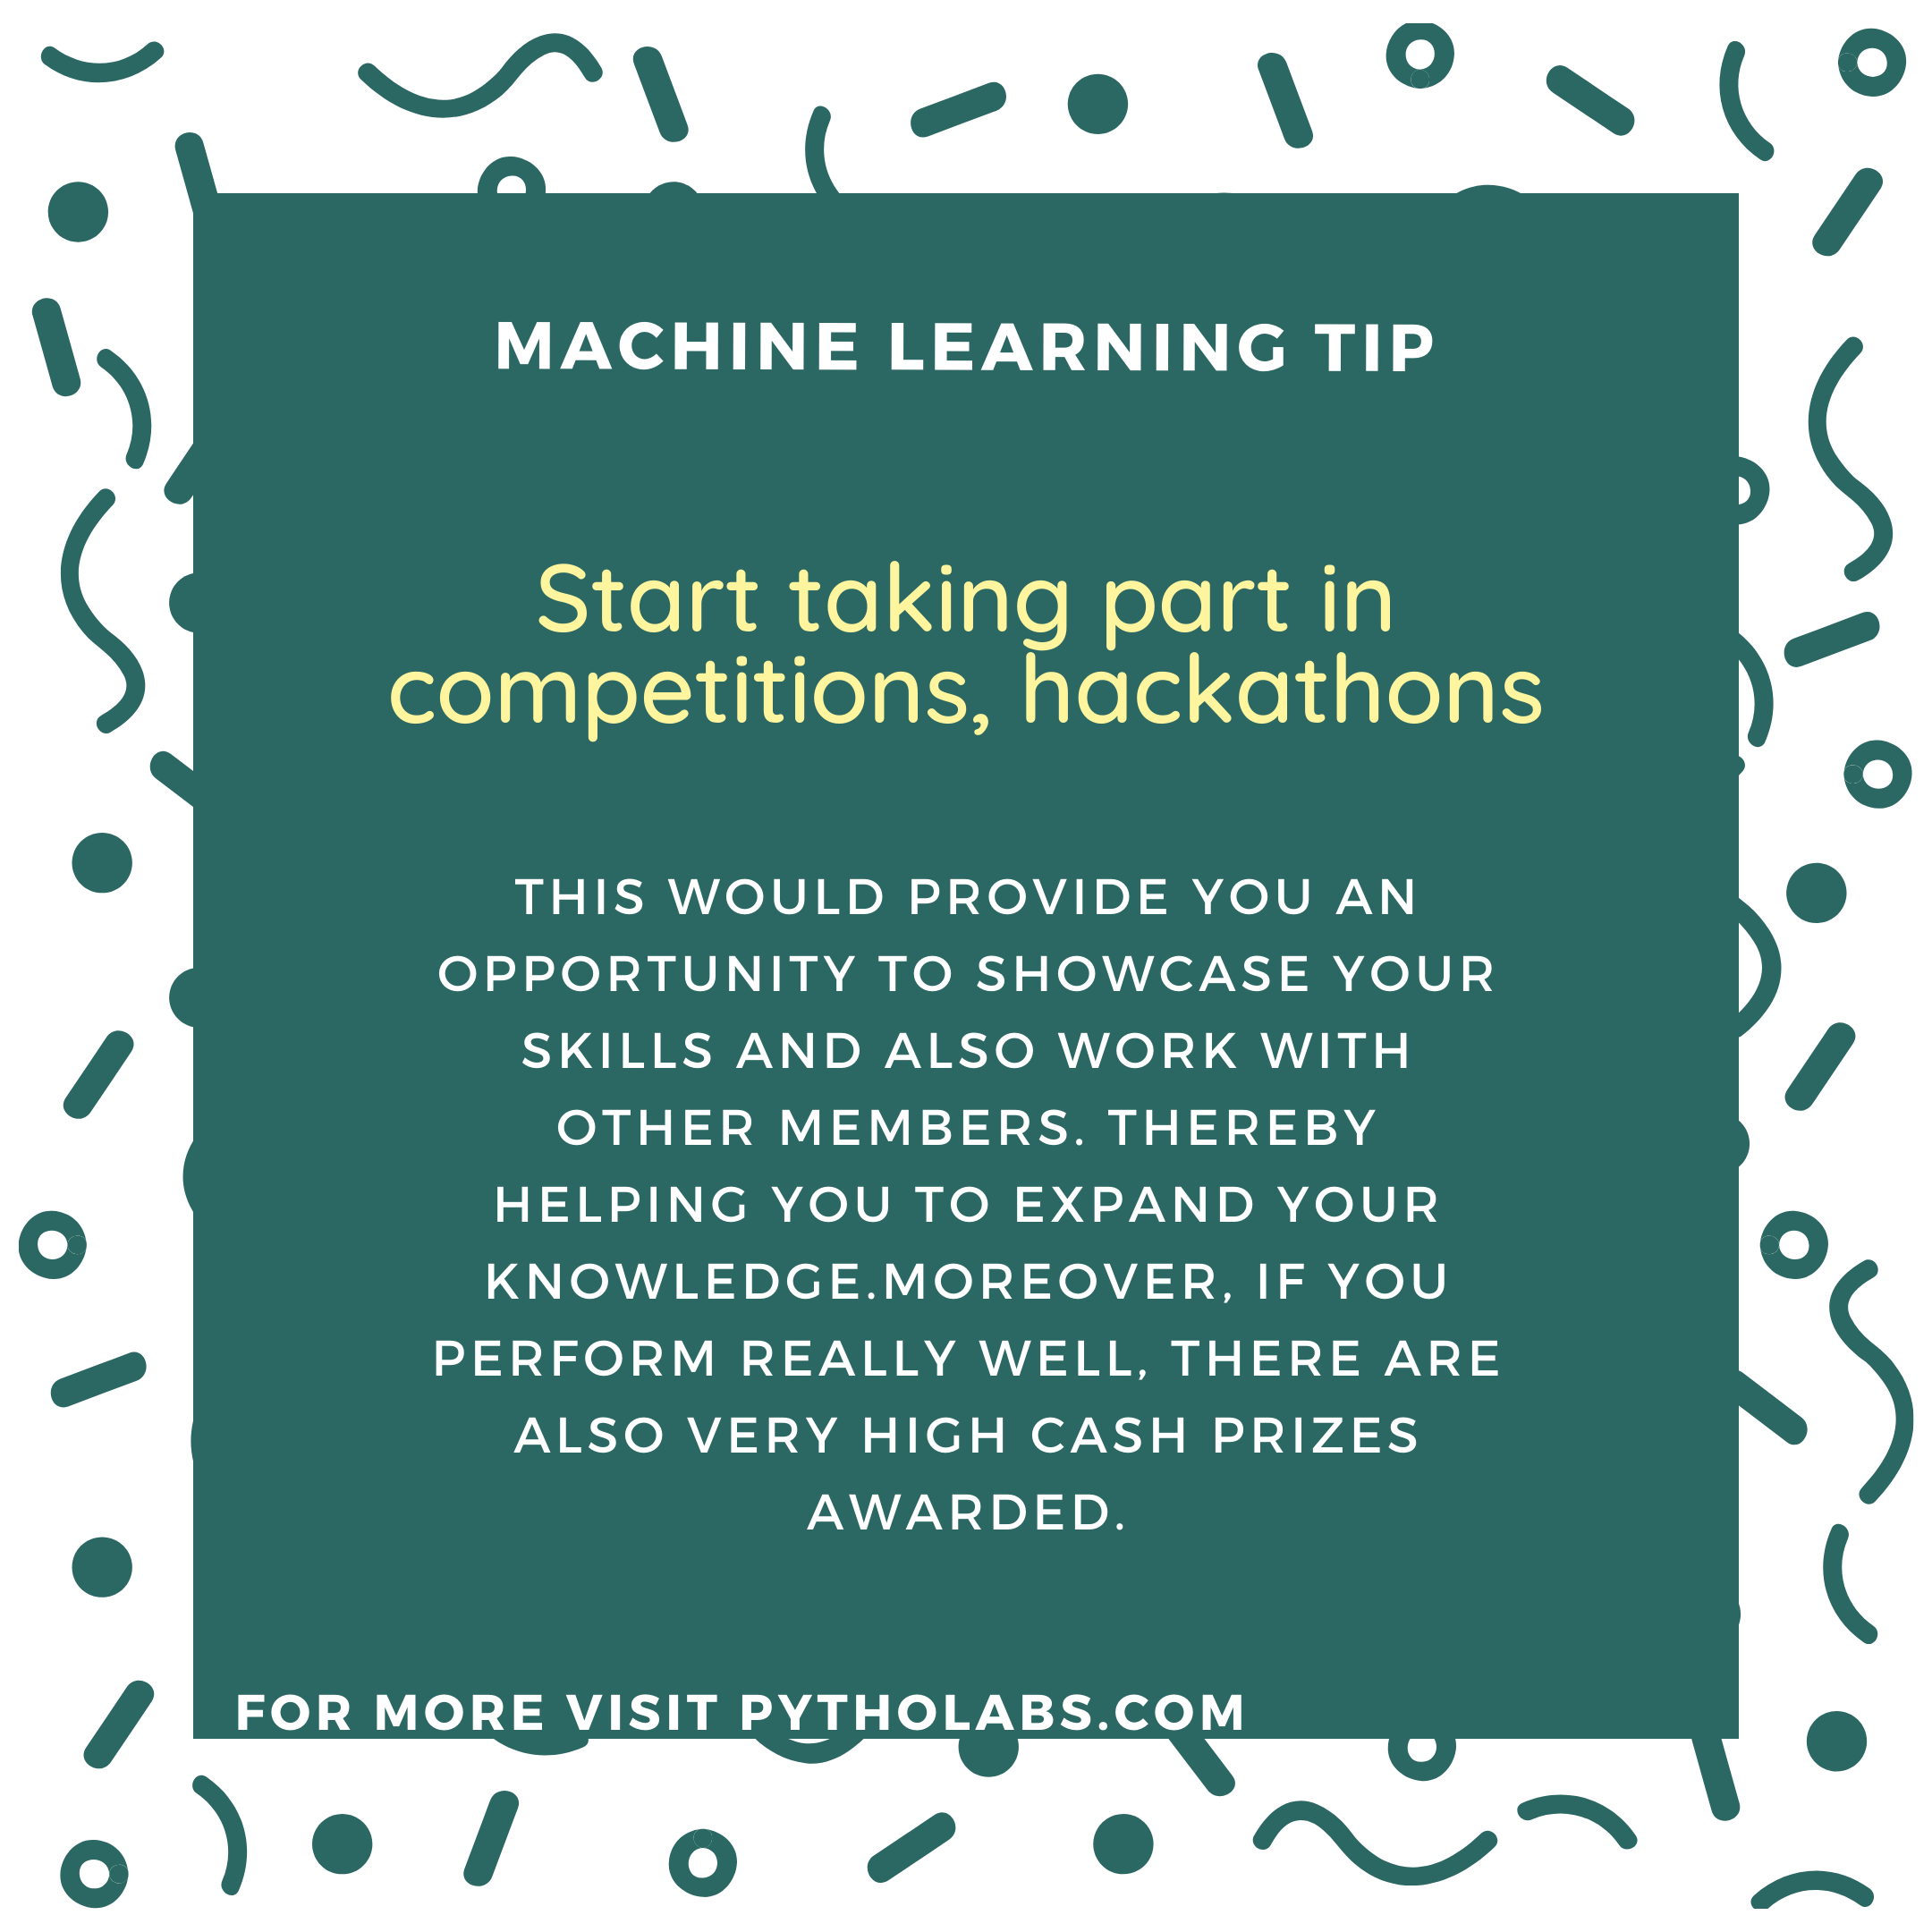 MACHINE LEARNING TIP
Start taking part in
competitions, hackathons
THIS WOULD PROVIDE YOU AN
OPPORTUNITY TO SHOWCASE YOUR
SKILLS AND ALSO WORK WITH
OTHER MEMBERS. THEREBY
HELPING YOU TO EXPAND YOUR
KNOWLEDGE.MOREOVER, IF YOU
PERFORM REALLY WELL, THERE ARE
ALSO VERY HIGH CASH PRIZES
AWARDED.
FOR MORE VISIT PYTHOLABS.COM